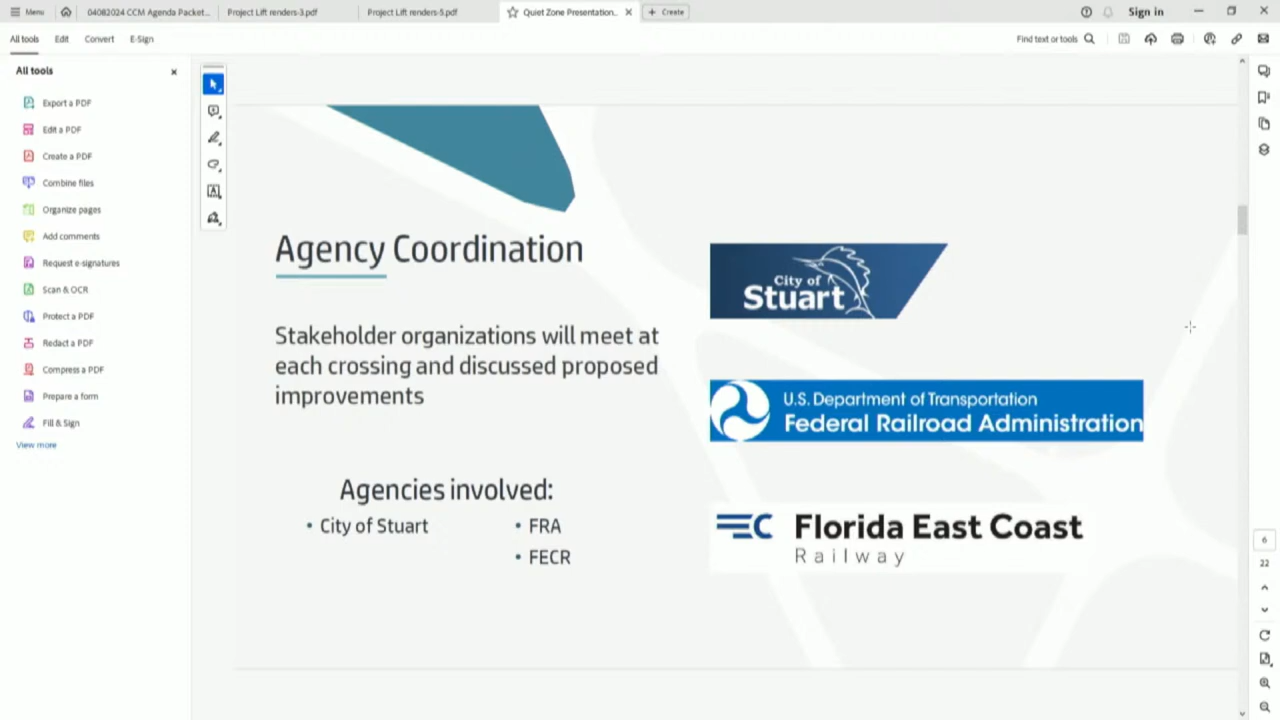 Menu
04082024 CCM Agenda Packet...
Project Lift renders-3.pdf
Project Lift renders-5.pdf
Quiet Zone Presentation...
Create
Sign in
All tools
Edit
Convert
E-Sign
Find text or tools
All tools
Export a PDF
Edit a PDF
Create a PDF
Combine files
Organize pages
Add comments
Request e-signatures
Scan & OCR
Protect a PDF
Redact a PDF
Compress a PDF
Prepare a form
Fill & Sign
View more
Agency Coordination
Stakeholder organizations will meet at
each crossing and discussed proposed
improvements
Agencies involved:
• City of Stuart
• FRA
• FECR
City of
Stuart
U.S. Department of Transportation
Federal Railroad Administration
FEC Florida East Coast
Railway
6
22